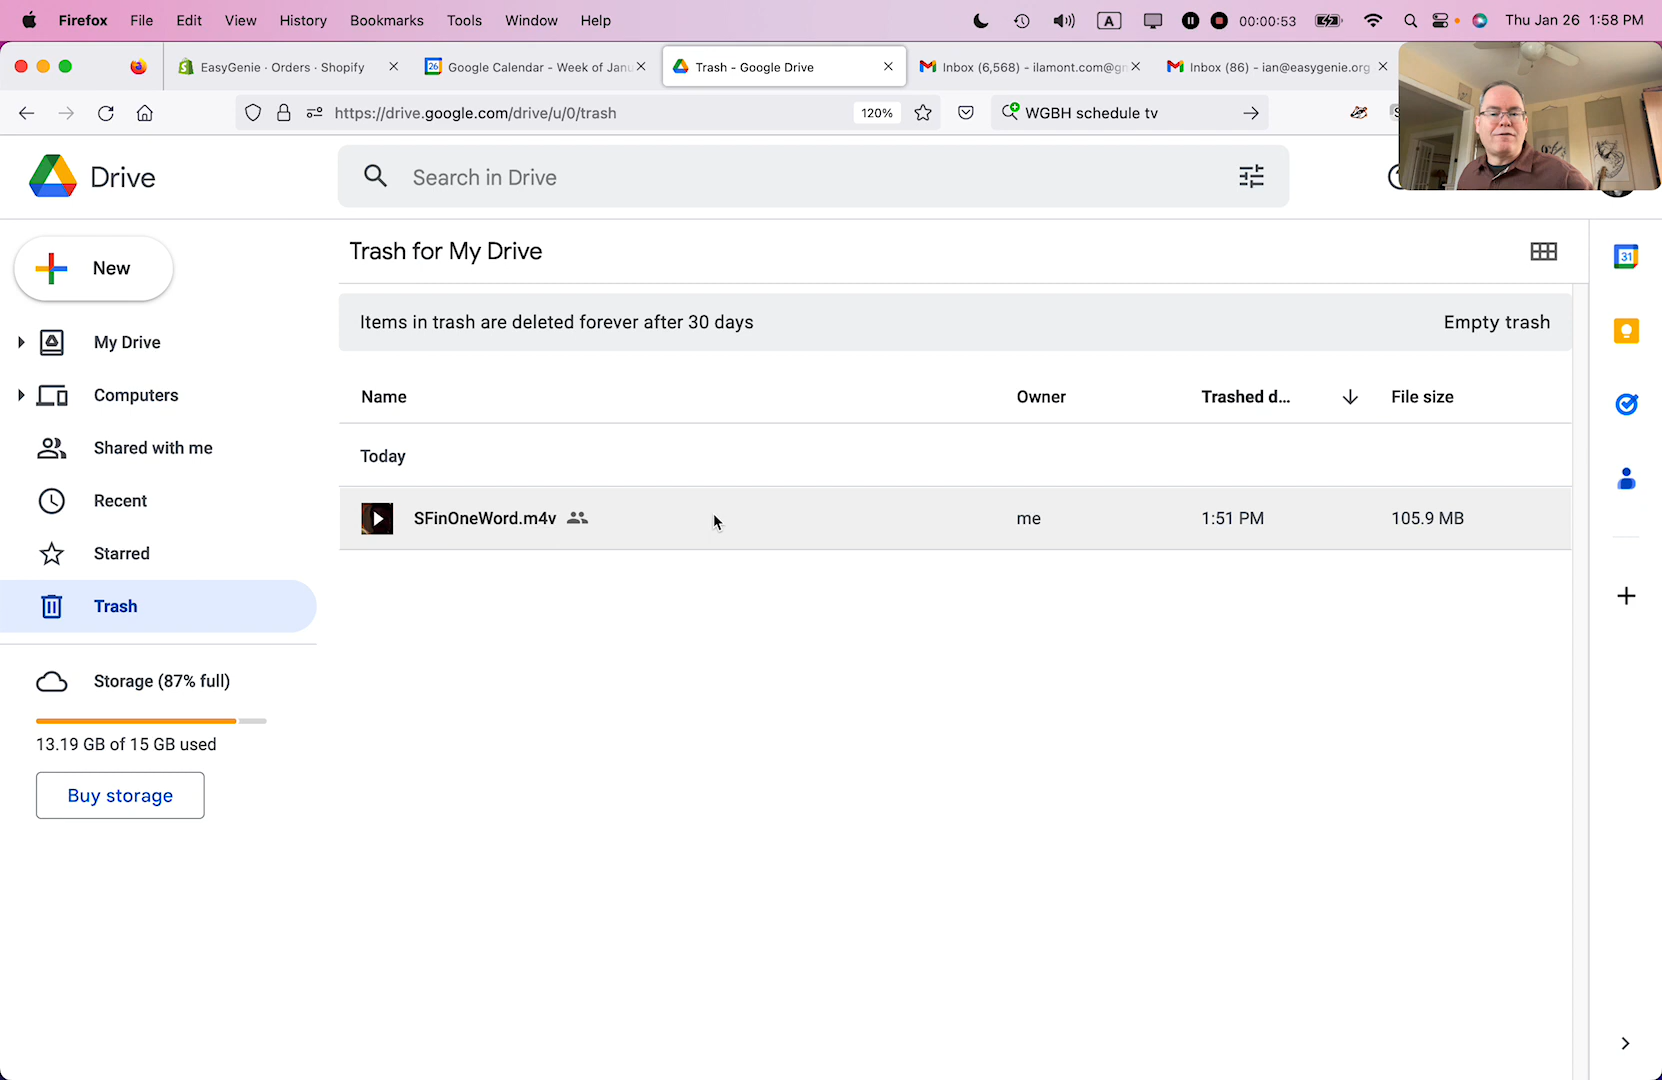 Firefox File Edit View History Bookmarks Tools Window Help A 00:00:53 Thu Jan 26 1:58 PM
EasyGenie · Orders · Shopify
26 Google Calendar - Week of Janu
Trash - Google Drive
Inbox (6,568) - ilamont.com@gm
Inbox (86) - ian@easygenie.org
https://drive.google.com/drive/u/0/trash 120% WGBH schedule tv
Drive
Search in Drive
New
Trash for My Drive
31
Items in trash are deleted forever after 30 days Empty trash
My Drive
Computers
Shared with me
Recent
Starred
Trash
Storage (87% full)
13.19 GB of 15 GB used
Buy storage
Name Owner Trashed d... File size
Today
SFinOneWord.m4v me 1:51 PM 105.9 MB